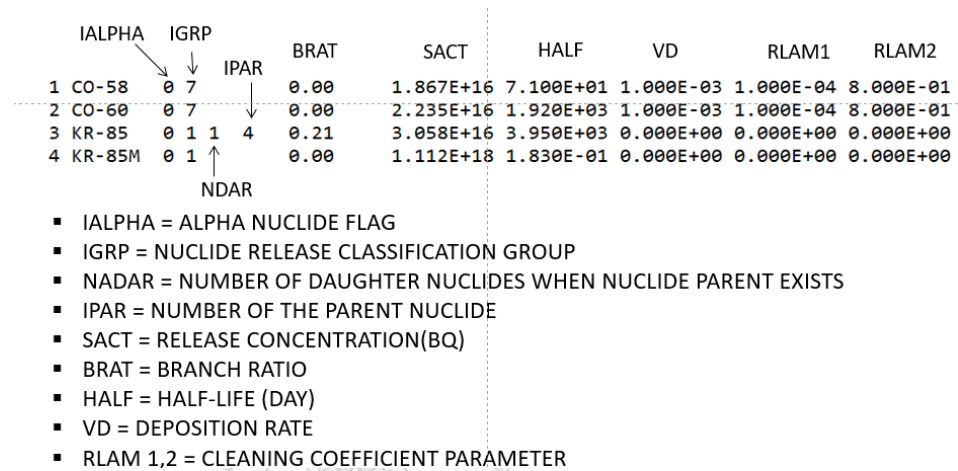 IALPHA IGRP
BRAT SACT HALF VD RLAM1 RLAM2
IPAR
1 CO-58 0 7 0.00 1.867E+16 7.100E+01 1.000E-03 1.000E-04 8.000E-01
2 CO-60 0 7 0.00 2.235E+16 1.920E+03 1.000E-03 1.000E-04 8.000E-01
3 KR-85 0 1 1 4 0.21 3.058E+16 3.950E+03 0.000E+00 0.000E+00 0.000E+00
4 KR-85M 0 1 0.00 1.112E+18 1.830E-01 0.000E+00 0.000E+00 0.000E+00
NDAR
▪ IALPHA = ALPHA NUCLIDE FLAG
▪ IGRP = NUCLIDE RELEASE CLASSIFICATION GROUP
▪ NADAR = NUMBER OF DAUGHTER NUCLIDES WHEN NUCLIDE PARENT EXISTS
▪ IPAR = NUMBER OF THE PARENT NUCLIDE
▪ SACT = RELEASE CONCENTRATION(BQ)
▪ BRAT = BRANCH RATIO
▪ HALF = HALF-LIFE (DAY)
▪ VD = DEPOSITION RATE
▪ RLAM 1,2 = CLEANING COEFFICIENT PARAMETER